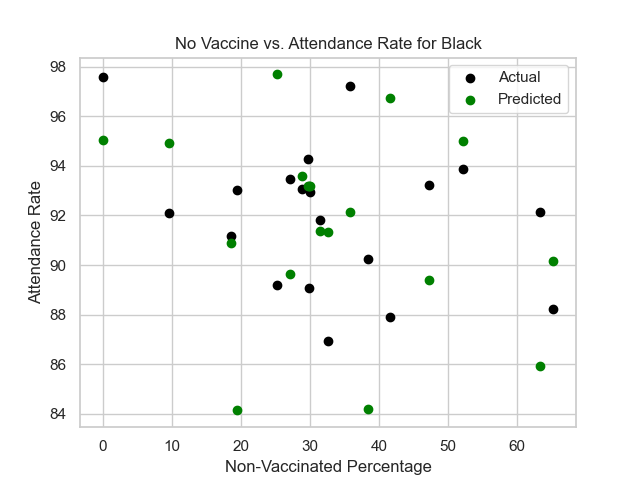 No Vaccine vs. Attendance Rate for Black
98
96
94
92
90
88
86
84
Attendance Rate
Actual
Predicted
0 10 20 30 40 50 60
Non-Vaccinated Percentage